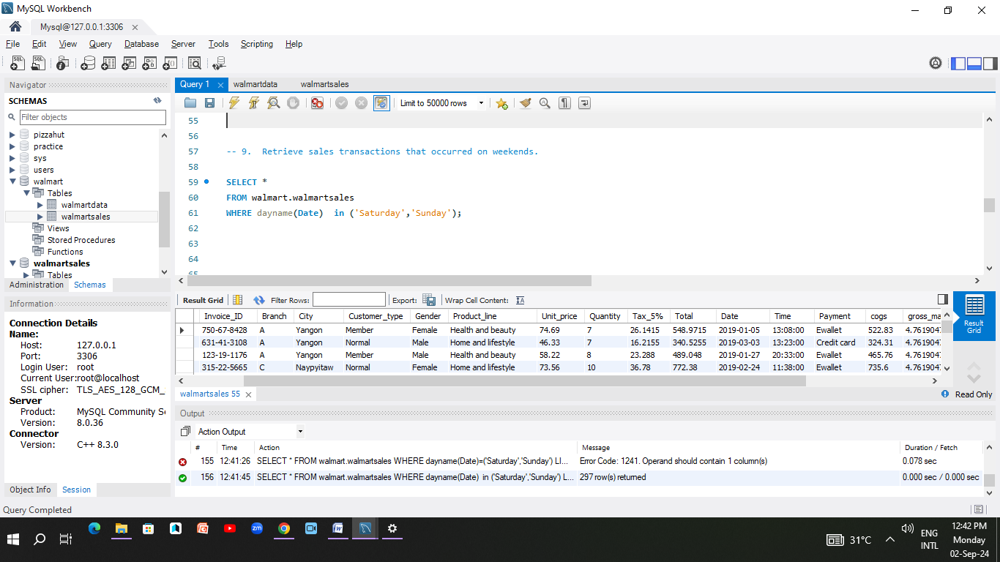 MySQL Workbench
Mysql@127.0.0.1:3306
File Edit View Query Database Server Tools Scripting Help
Navigator
SCHEMAS
Filter objects
pizzahut
practice
sys
users
walmart
Tables
walmartdata
walmartsales
Views
Stored Procedures
Functions
walmartsales
Tables
Administration Schemas
Information
Connection Details
Name:
Host: 127.0.0.1
Port: 3306
Login User: root
Current User:root@localhost
SSL cipher: TLS_AES_128_GCM_
Server
Product: MySQL Community Se
Version: 8.0.36
Connector
Version: C++ 8.3.0
Object Info Session
Query Completed
Query 1 walmartdata walmartsales
Limit to 50000 rows
55
56
57 -- 9. Retrieve sales transactions that occurred on weekends.
58
59 SELECT *
60 FROM walmart.walmartsales
61 WHERE dayname(Date) in ('Saturday','Sunday');
62
63
64
65
Result Grid Filter Rows: Export: Wrap Cell Content:
Invoice_ID Branch City Customer_type Gender Product_line Unit_price Quantity Tax_5% Total Date Time Payment cogs gross_ma
750-67-8428 A Yangon Member Female Health and beauty 74.69 7 26.1415 548.9715 2019-01-05 13:08:00 Ewallet 522.83 4.7619047
631-41-3108 A Yangon Normal Male Home and lifestyle 46.33 7 16.2155 340.5255 2019-03-03 13:23:00 Credit card 324.31 4.7619047
123-19-1176 A Yangon Member Male Health and beauty 58.22 8 23.288 489.048 2019-01-27 20:33:00 Ewallet 465.76 4.7619047
315-22-5665 C Naypyitaw Normal Female Home and lifestyle 73.56 10 36.78 772.38 2019-02-24 11:38:00 Ewallet 735.6 4.7619047
Result
Grid
walmartsales 55
Read Only
Output
Action Output
# Time Action Message Duration / Fetch
155 12:41:26 SELECT * FROM walmart.walmartsales WHERE dayname(Date)=('Saturday','Sunday') LI... Error Code: 1241. Operand should contain 1 column(s) 0.078 sec
156 12:41:45 SELECT * FROM walmart.walmartsales WHERE dayname(Date) in ('Saturday','Sunday') L... 297 row(s) returned 0.000 sec / 0.000 sec
31°C
ENG
INTL
12:42 PM
Monday
02-Sep-24